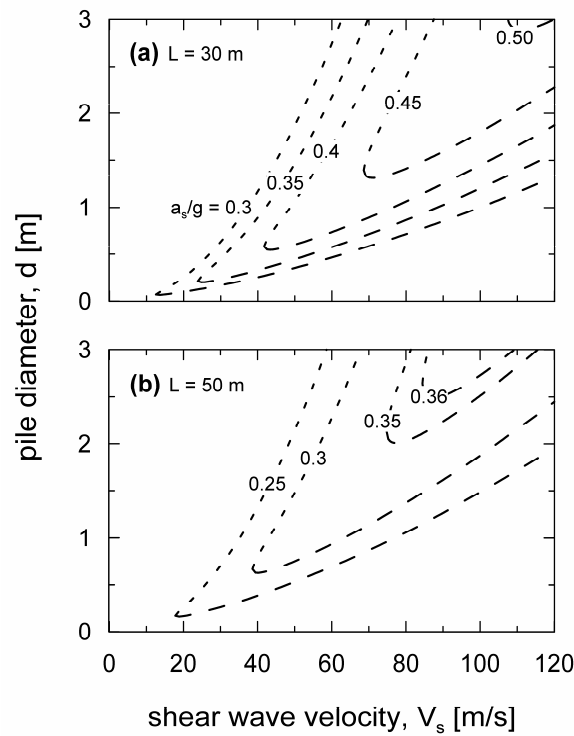 3
(a) L = 30 m
0.50
0.45
2
0.4
0.35
a_s/g = 0.3
1
0
pile diameter, d [m]
3
(b) L = 50 m
0.36
0.35
2
0.3
0.25
1
0
0 20 40 60 80 100 120
shear wave velocity, V_s [m/s]